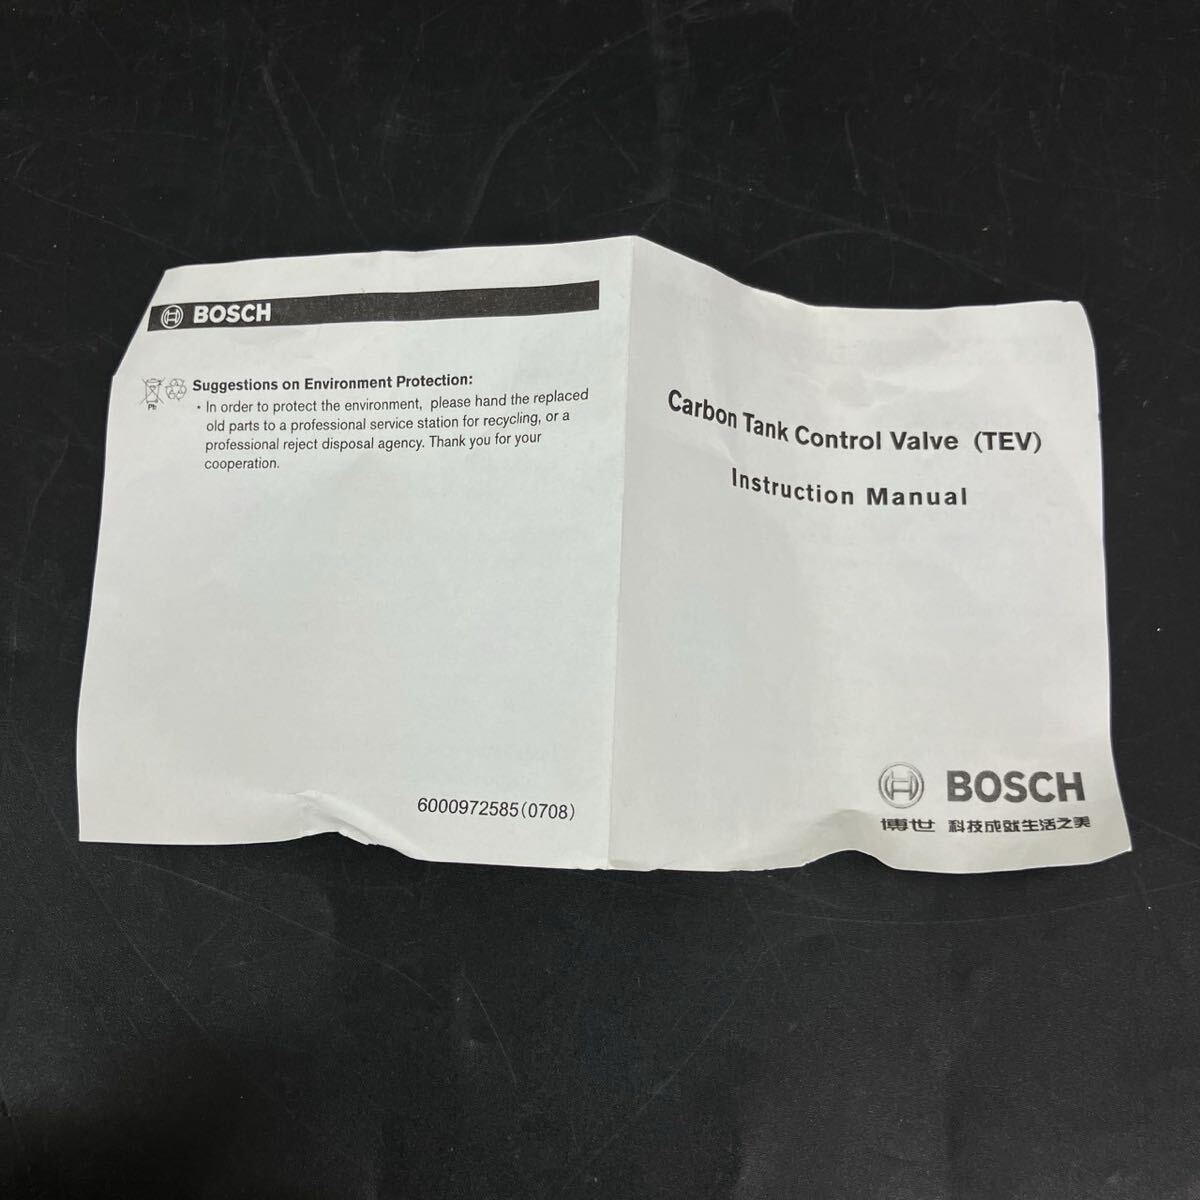 BOSCH
Suggestions on Environment Protection:
Pb
· In order to protect the environment, please hand the replaced
old parts to a professional service station for recycling, or a
professional reject disposal agency. Thank you for your
cooperation.
6000972585(0708)
Carbon Tank Control Valve (TEV)
Instruction Manual
BOSCH
博世 科技成就生活之美